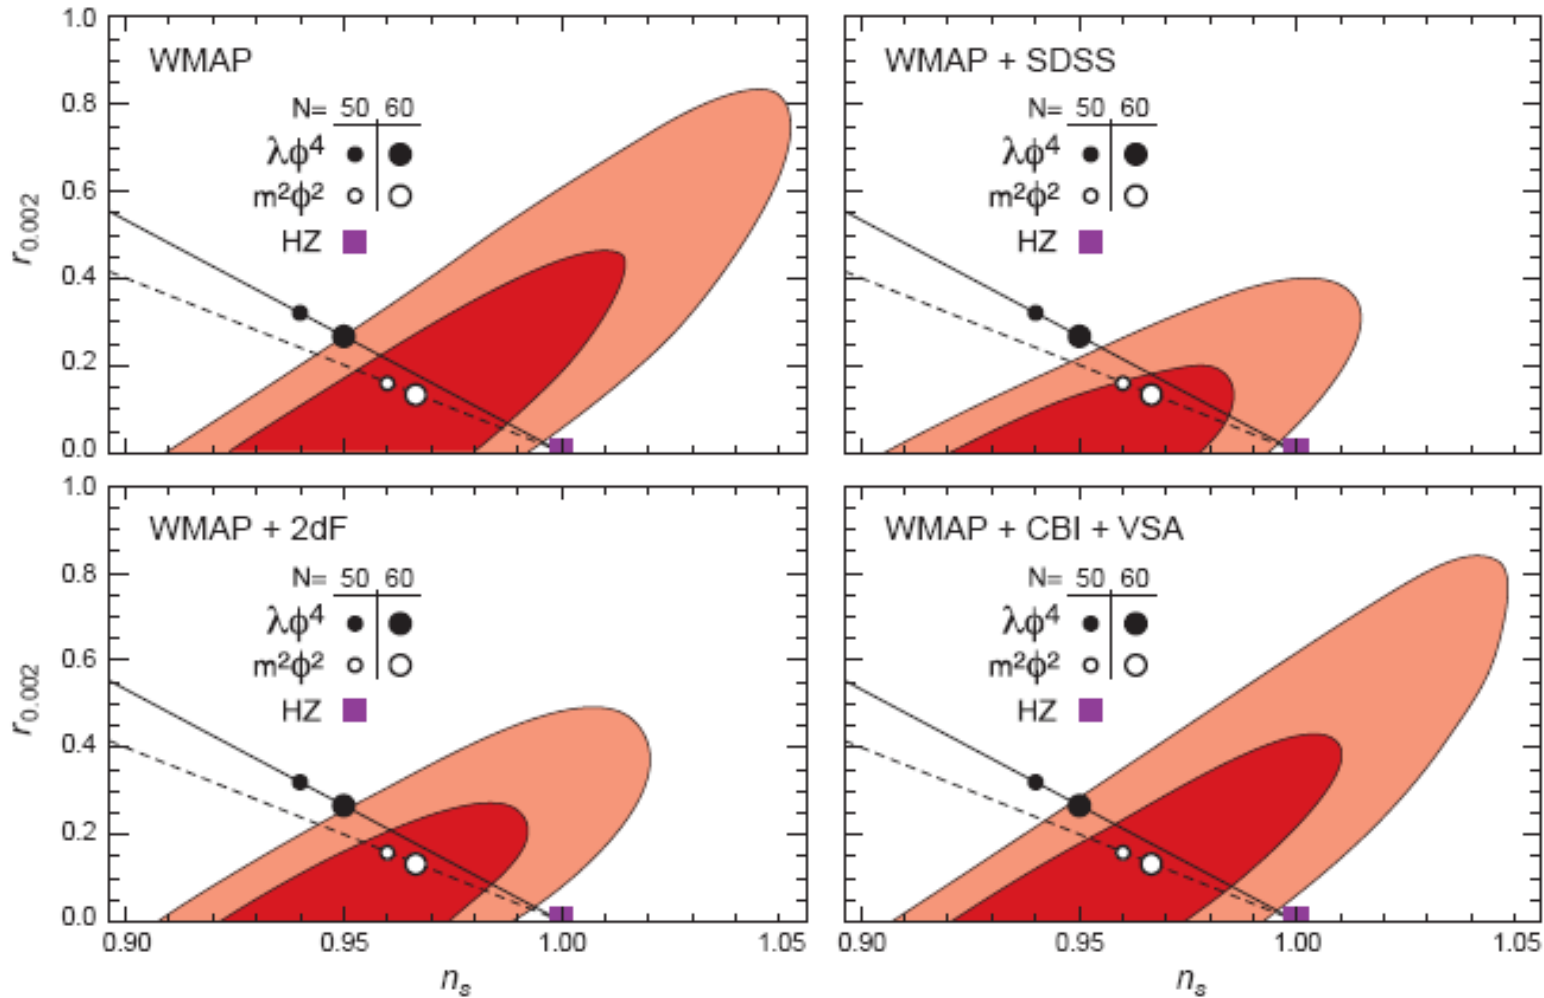 1.0
WMAP
0.8
N= 50 60
λϕ⁴
0.6
m²ϕ²
HZ
r0.002
0.4
0.2
0.0
WMAP + SDSS
N= 50 60
λϕ⁴
m²ϕ²
HZ
1.0
WMAP + 2dF
0.8
N= 50 60
λϕ⁴
0.6
m²ϕ²
HZ
r0.002
0.4
0.2
0.0
0.90 0.95 1.00 1.05
ns
WMAP + CBI + VSA
N= 50 60
λϕ⁴
m²ϕ²
HZ
0.90 0.95 1.00 1.05
ns